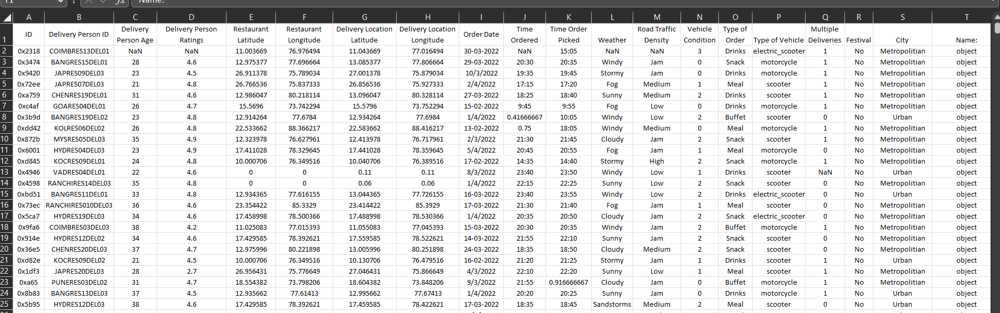 Name:
A B C D E F G H I J K L M N O P Q R S T
1 ID Delivery Person ID Delivery Person Age Delivery Person Ratings Restaurant Latitude Restaurant Longitude Delivery Location Latitude Delivery Location Longitude Order Date Time Ordered Time Order Picked Weather Road Traffic Density Vehicle Condition Type of Order Type of Vehicle Multiple Deliveries Festival City Name:
2 0x2318 COIMBRES13DEL01 NaN NaN 11.003669 76.976494 11.043669 77.016494 30-03-2022 NaN 15:05 NaN NaN 3 Drinks electric_scooter 1 No Metropolitian object
3 0x3474 BANGRES15DEL01 28 4.6 12.975377 77.696664 13.085377 77.806664 29-03-2022 20:30 20:35 Windy Jam 0 Snack motorcycle 1 No Metropolitian object
4 0x9420 JAPRES09DEL03 23 4.5 26.911378 75.789034 27.001378 75.879034 10/3/2022 19:35 19:45 Stormy Jam 0 Drinks motorcycle 1 No Metropolitian object
5 0x72ee JAPRES07DEL03 21 4.8 26.766536 75.837333 26.856536 75.927333 2/4/2022 17:15 17:20 Fog Medium 1 Meal scooter 1 No Metropolitian object
6 0xa759 CHENRES19DEL01 31 4.6 12.986047 80.218114 13.096047 80.328114 27-03-2022 18:25 18:40 Sunny Medium 2 Drinks scooter 1 No Metropolitian object
7 0xc4af GOARES04DEL01 26 4.7 15.5696 73.742294 15.5796 73.752294 15-02-2022 9:45 9:55 Fog Low 0 Drinks motorcycle 1 No Metropolitian object
8 0x3b9d BANGRES19DEL02 23 4.8 12.914264 77.6784 12.934264 77.6984 1/4/2022 0.41666667 10:05 Windy Low 2 Buffet scooter 0 No Urban object
9 0xdd42 KOLRES06DEL02 26 4.8 22.533662 88.366217 22.583662 88.416217 13-02-2022 0.75 18:05 Windy Medium 0 Meal motorcycle 1 No Metropolitian object
10 0x872b MYSRES05DEL03 35 4.9 12.323978 76.627961 12.413978 76.717961 2/3/2022 21:30 21:45 Cloudy Jam 2 Snack scooter 1 No Metropolitian object
11 0x6001 HYDRES04DEL03 23 4.9 17.411028 78.329645 17.441028 78.359645 5/4/2022 20:45 20:55 Fog Jam 1 Meal motorcycle 0 No Metropolitian object
12 0xd845 KOCRES09DEL01 24 4.8 10.000706 76.349516 10.040706 76.389516 17-02-2022 14:35 14:40 Stormy High 2 Snack motorcycle 1 No Metropolitian object
13 0x4946 VADRES04DEL01 22 4.6 0 0 0.11 0.11 8/3/2022 23:40 23:50 Windy Low 1 Drinks scooter NaN No Urban object
14 0x4598 RANCHIRES14DEL03 35 4.8 0 0 0.06 0.06 1/4/2022 22:15 22:25 Sunny Low 2 Snack scooter 0 No Metropolitian object
15 0xbd51 BANGRES11DEL01 33 4.8 12.934365 77.616155 13.044365 77.726155 16-03-2022 23:40 23:55 Windy Low 2 Drinks electric_scooter 0 No Urban object
16 0x73ec RANCHIRES010DEL03 36 4.6 23.354422 85.3329 23.414422 85.3929 17-03-2022 21:30 21:40 Fog Jam 1 Meal scooter 0 No Metropolitian object
17 0x5ca7 HYDRES19DEL03 34 4.6 17.458998 78.500366 17.488998 78.530366 1/4/2022 20:35 20:50 Cloudy Jam 2 Snack electric_scooter 0 No Metropolitian object
18 0x9fa6 COIMBRES03DEL03 38 4.2 11.025083 77.015393 11.055083 77.045393 15-03-2022 20:30 20:35 Windy Jam 2 Buffet motorcycle 1 No Metropolitian object
19 0x914e HYDRES12DEL02 34 4.6 17.429585 78.392621 17.559585 78.522621 14-03-2022 21:55 22:10 Sunny Jam 2 Snack scooter 0 No Metropolitian object
20 0x36e5 CHENRES20DEL03 37 4.7 12.975996 80.221898 13.005996 80.251898 24-03-2022 18:35 18:50 Cloudy Medium 2 Snack scooter 0 No Metropolitian object
21 0xd82e KOCRES09DEL02 21 4.5 10.000706 76.349516 10.130706 76.479516 16-02-2022 21:20 21:25 Stormy Jam 1 Drinks scooter 1 No Urban object
22 0x1df3 JAPRES20DEL03 28 2.7 26.956431 75.776649 27.046431 75.866649 4/3/2022 22:10 22:20 Sunny Low 1 Meal scooter 1 No Metropolitian object
23 0xa65 PUNERES03DEL02 31 4.7 18.554382 73.798206 18.604382 73.848206 9/3/2022 21:55 0.916666667 Cloudy Jam 0 Buffet motorcycle 1 No Metropolitian object
24 0x8b83 BANGRES13DEL03 37 4.5 12.935662 77.61413 12.995662 77.67413 1/4/2022 20:20 20:25 Sunny Jam 0 Drinks motorcycle 1 No Urban object
25 0x5b95 HYDRES12DEL03 38 4.6 17.429585 78.392621 17.459585 78.422621 17-03-2022 18:35 18:45 Sandstorms Medium 2 Meal scooter 0 No Urban object